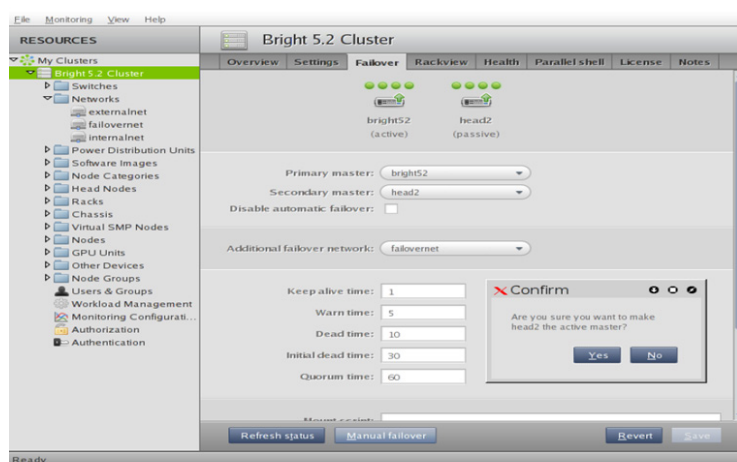 File Monitoring View Help
RESOURCES
My Clusters
Bright 5.2 Cluster
Switches
Networks
externalnet
failovernet
internalnet
Power Distribution Units
Software Images
Node Categories
Head Nodes
Racks
Chassis
Virtual SMP Nodes
Nodes
GPU Units
Other Devices
Node Groups
Users & Groups
Workload Management
Monitoring Configurati...
Authorization
Authentication
Bright 5.2 Cluster
Overview Settings Failover Rackview Health Parallel shell License Notes
bright52 head2
(active) (passive)
Primary master: bright52
Secondary master: head2
Disable automatic failover:
Additional failover network: failovernet
Keep alive time: 1
Warn time: 5
Dead time: 10
Initial dead time: 30
Quorum time: 60
Mount script:
Confirm
Are you sure you want to make
head2 the active master?
Yes No
Refresh status Manual failover Revert Save
Ready